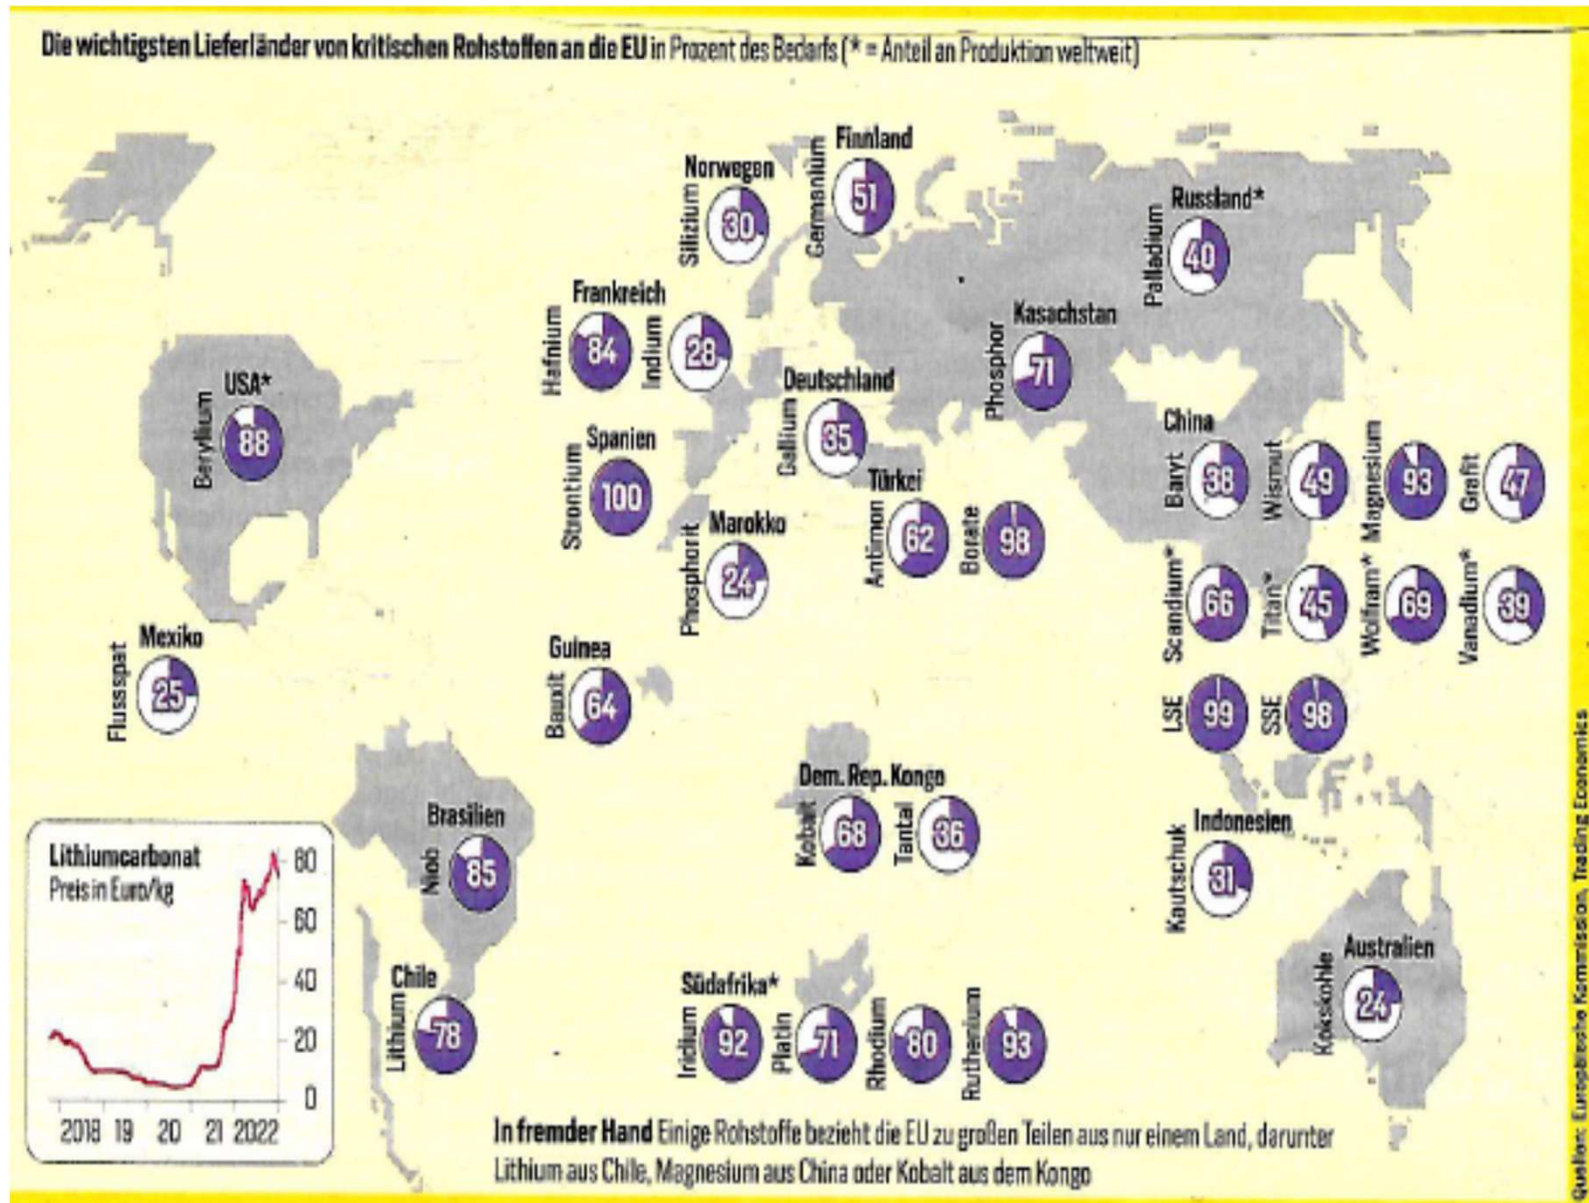 Die wichtigsten Lieferländer von kritischen Rohstoffen an die EU in Prozent des Bedarfs (* = Anteil an Produktion weltweit)
Finnland
Germanium
51
Norwegen
Silizium
30
Russland*
Palladium
40
Frankreich
Hafnium
84
Indium
28
Kasachstan
Phosphor
71
USA*
Beryllium
88
Deutschland
Gallium
35
Spanien
Strontium
100
China
Baryt
38
Wismut
49
Magnesium
93
Grafit
47
Scandium*
66
Titan*
45
Wolfram*
69
Vanadium*
39
LSE
99
SSE
98
Türkei
Antimon
62
Borate
98
Marokko
Phosphorit
24
Mexiko
Flussspat
25
Guinea
Bauxit
64
Dem. Rep. Kongo
Kobalt
68
Tantal
36
Brasilien
Niob
85
Indonesien
Kautschuk
31
Chile
Lithium
78
Südafrika*
Iridium
92
Platin
71
Rhodium
80
Ruthenium
93
Australien
Kokskohle
24
Lithiumcarbonat
Preis in Euro/kg
80
60
40
20
0
2018 19 20 21 2022
In fremder Hand Einige Rohstoffe bezieht die EU zu großen Teilen aus nur einem Land, darunter
Lithium aus Chile, Magnesium aus China oder Kobalt aus dem Kongo
Quellen: Europäische Kommission, Trading Economics